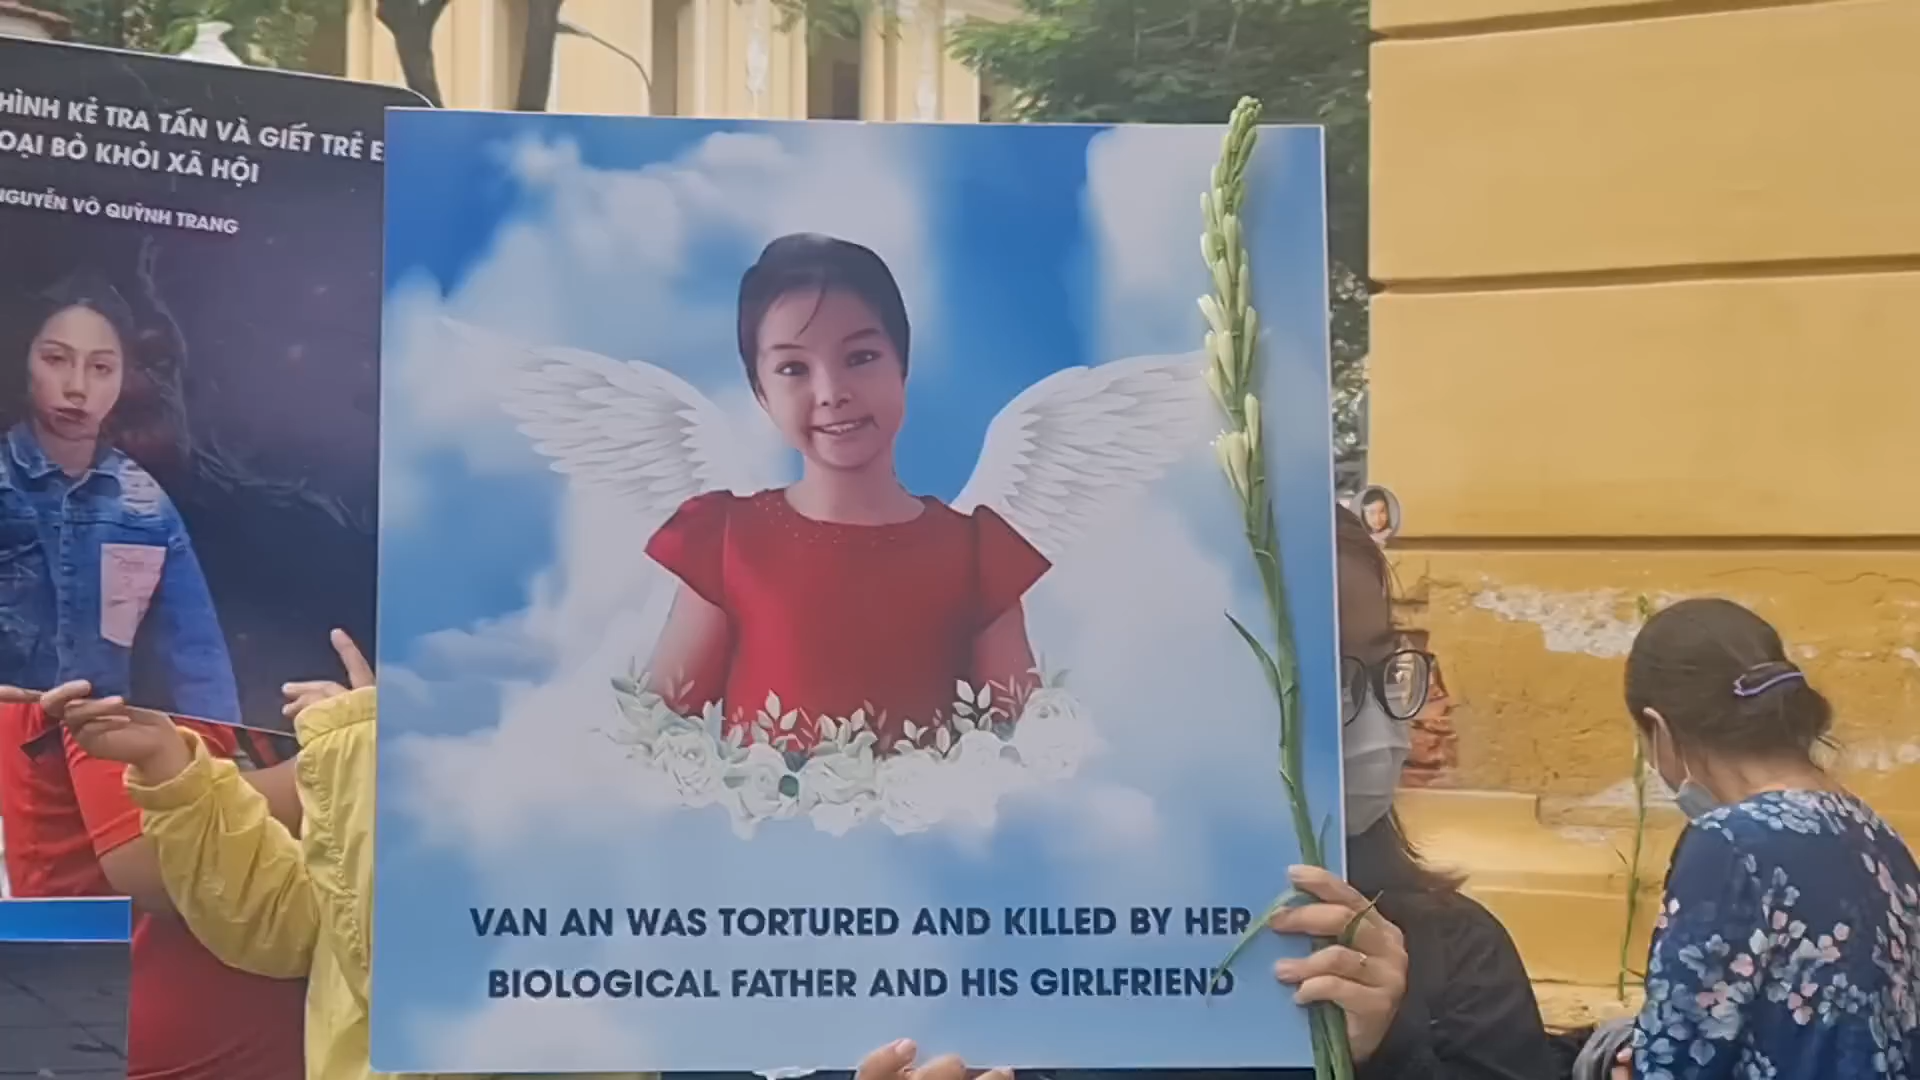 HÌNH KẺ TRA TẤN VÀ GIẾT TRẺ E
OẠI BỎ KHỎI XÃ HỘI
NGUYỄN VÕ QUỲNH TRANG
VAN AN WAS TORTURED AND KILLED BY HER
BIOLOGICAL FATHER AND HIS GIRLFRIEND